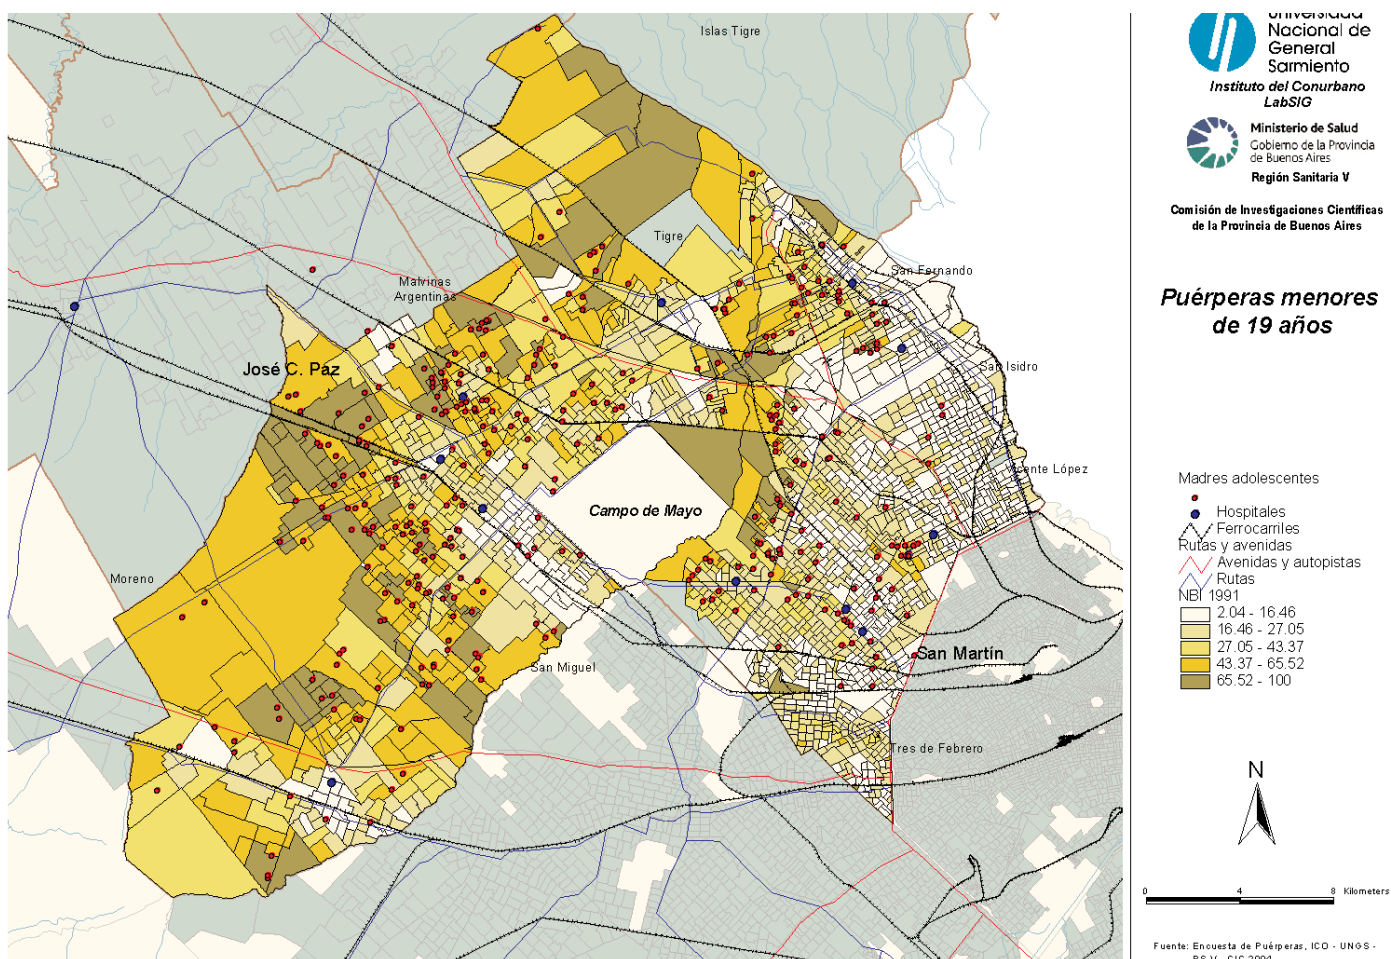 Islas Tigre
Tigre
San Fernando
Malvinas
Argentinas
José C. Paz
San Isidro
Vicente López
Campo de Mayo
Moreno
San Miguel
San Martín
Tres de Febrero
Universidad
Nacional de
General
Sarmiento
Instituto del Conurbano
LabSIG
Ministerio de Salud
Gobierno de la Provincia
de Buenos Aires
Región Sanitaria V
Comisión de Investigaciones Científicas
de la Provincia de Buenos Aires
Puérperas menores
de 19 años
Madres adolescentes
Hospitales
Ferrocarriles
Rutas y avenidas
Avenidas y autopistas
Rutas
NBI 1991
2.04 - 16.46
16.46 - 27.05
27.05 - 43.37
43.37 - 65.52
65.52 - 100
N
0 4 8 Kilometers
Fuente: Encuesta de Puérperas, ICO - UNGS -